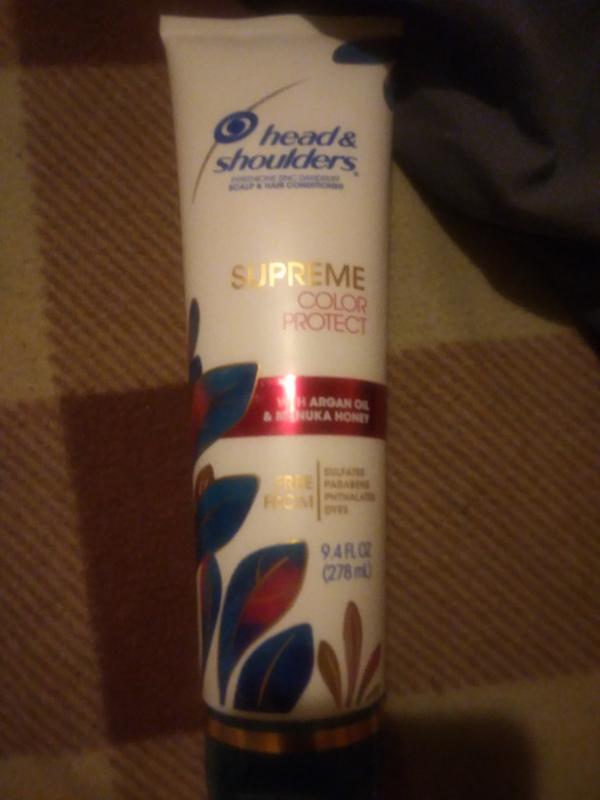 head &
shoulders
PYRITHIONE ZINC DANDRUFF
SCALP & HAIR CONDITIONER
SUPREME
COLOR
PROTECT
WITH ARGAN OIL
& MANUKA HONEY
FREE
FROM
SULFATES
PARABENS
PHTHALATES
DYES
9.4 FL OZ
(278 mL)